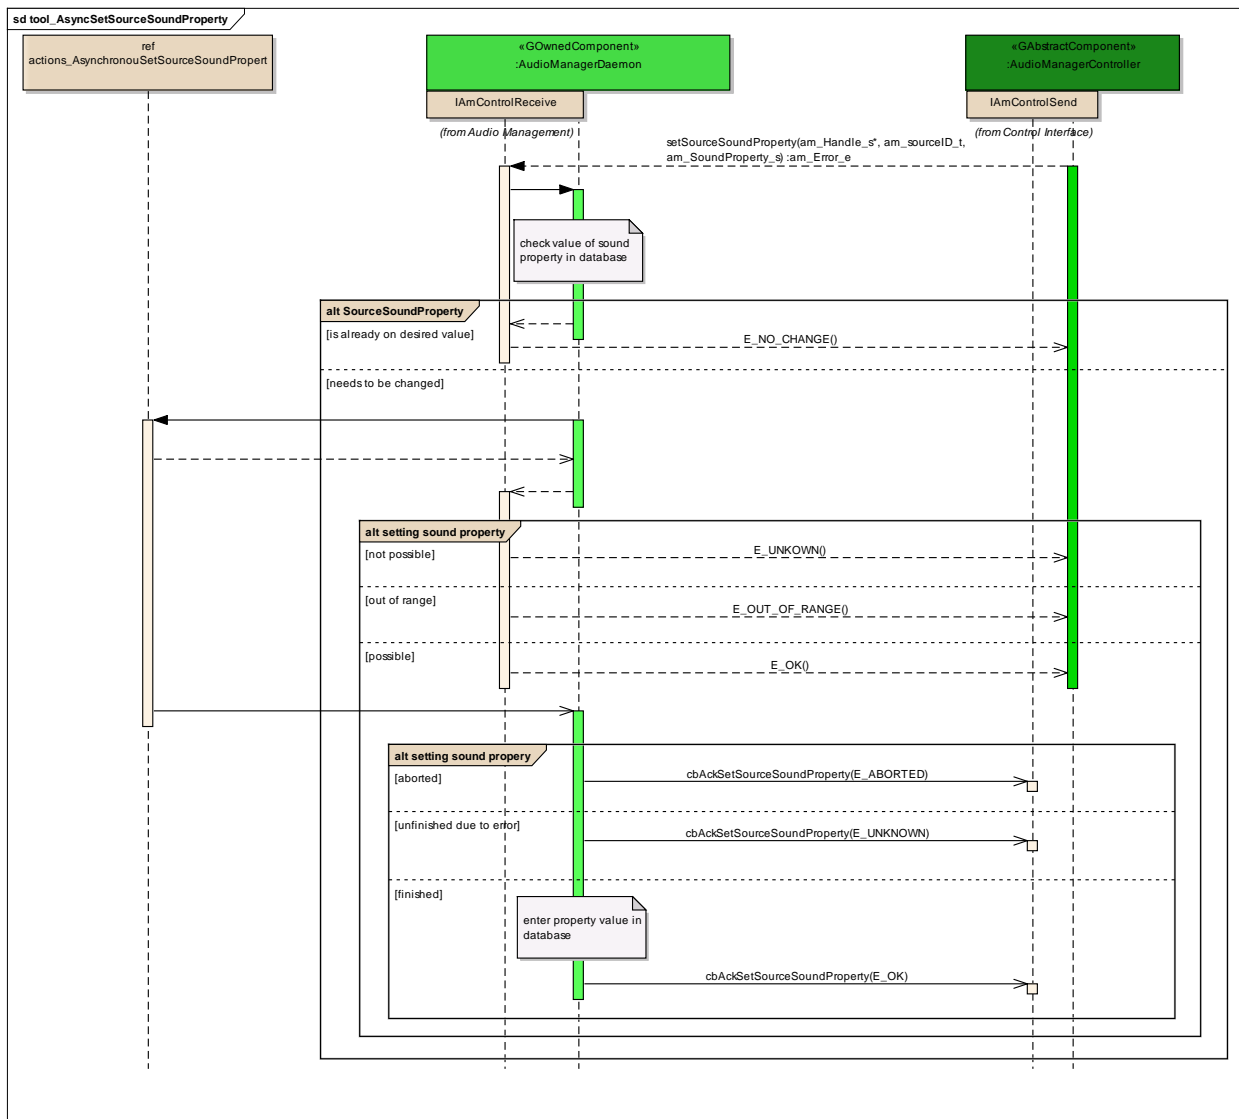 sd tool_AsyncSetSourceSoundProperty
ref
actions_AsynchronouSetSourceSoundPropert
«GOwnedComponent»
:AudioManagerDaemon
«GAbstractComponent»
:AudioManagerController
IAmControlReceive
IAmControlSend
(from Audio Management)
(from Control Interface)
setSourceSoundProperty(am_Handle_s*, am_sourceID_t,
am_SoundProperty_s) :am_Error_e
check value of sound
property in database
alt SourceSoundProperty
[is already on desired value]
E_NO_CHANGE()
[needs to be changed]
alt setting sound property
[not possible]
E_UNKOWN()
[out of range]
E_OUT_OF_RANGE()
[possible]
E_OK()
alt setting sound propery
[aborted]
cbAckSetSourceSoundProperty(E_ABORTED)
[unfinished due to error]
cbAckSetSourceSoundProperty(E_UNKNOWN)
[finished]
enter property value in
database
cbAckSetSourceSoundProperty(E_OK)